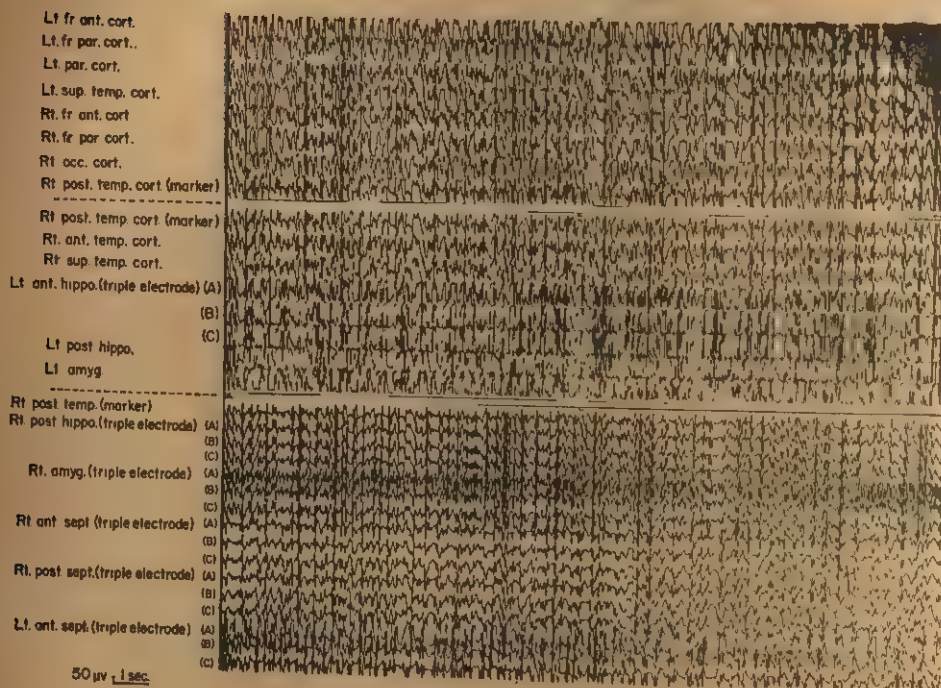 Lt fr ant. cort.
Lt. fr par. cort..
Lt. par. cort.
Lt. sup. temp. cort.
Rt. fr ant. cort
Rt. fr par cort.
Rt occ. cort.
Rt post. temp. cort. (marker)
Rt post. temp. cort. (marker)
Rt. ant. temp. cort.
Rt sup. temp. cort.
Lt ant. hippo. (triple electrode) (A)
(B)
(C)
Lt post hippo.
Lt amyg.
Rt post. temp. (marker)
Rt. post hippo. (triple electrode) (A)
(B)
(C)
Rt. amyg. (triple electrode) (A)
(B)
(C)
Rt ant sept (triple electrode) (A)
(B)
(C)
Rt. post. sept. (triple electrode) (A)
(B)
(C)
Lt. ant. sept. (triple electrode) (A)
(B)
(C)
50 μv 1 sec.